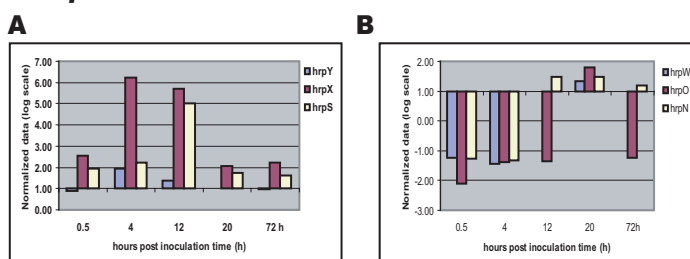 A
7.00
6.00
5.00
4.00
3.00
2.00
1.00
0.00
Normalized data (log scale)
0.5 4 12 20 72 h
hours post inoculation time (h)
hrpY
hrpX
hrpS
B
2.00
1.00
0.00
-1.00
-2.00
-3.00
Normalized data (log scale)
0.5 4 12 20 72h
hours post inoculation time (h)
hrpW
hrpO
hrpN